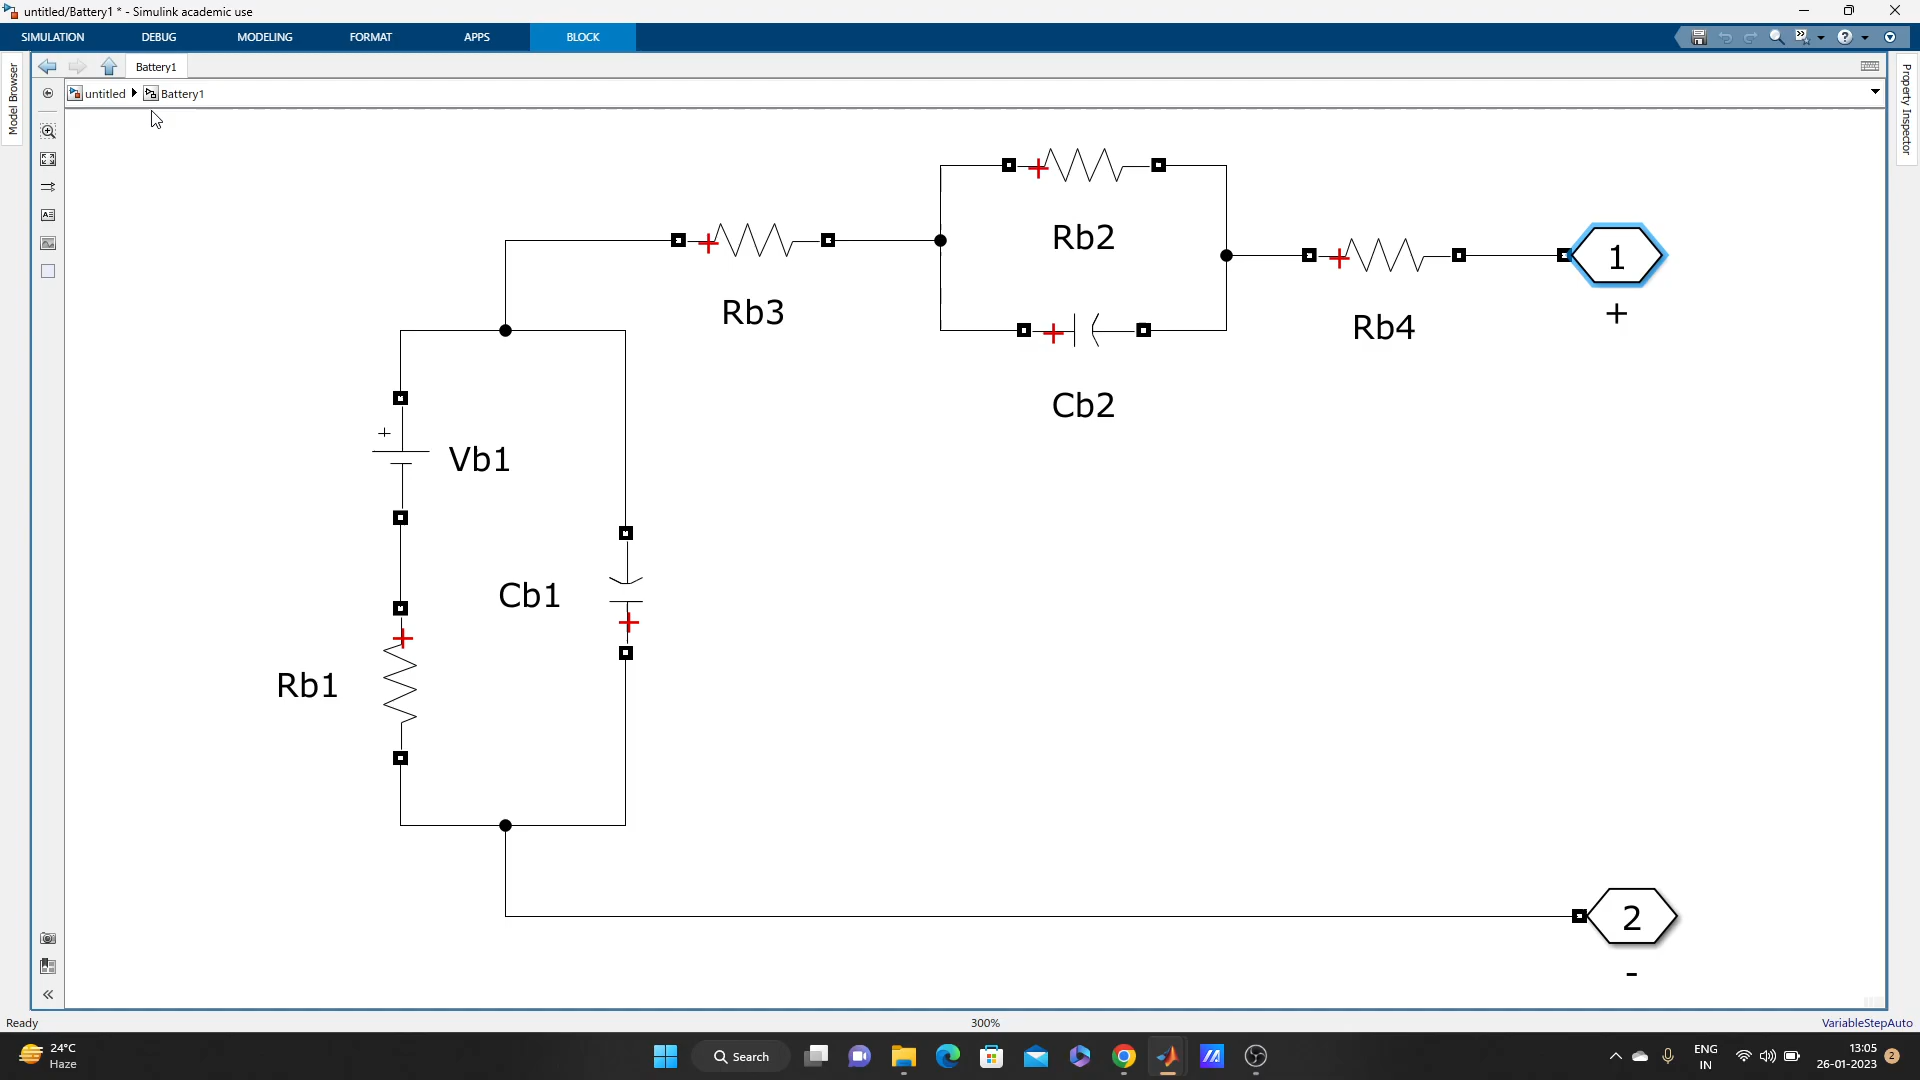 untitled/Battery1 * - Simulink academic use
SIMULATION DEBUG MODELING FORMAT APPS BLOCK
Battery1
untitled Battery1
Model Browser
Property Inspector
Rb2
Rb3
1
+
Rb4
Cb2
+
Vb1
Cb1
Rb1
2
-
Ready 300% VariableStepAuto
24°C
Haze
Search
ENG
IN
13:05
26-01-2023
2